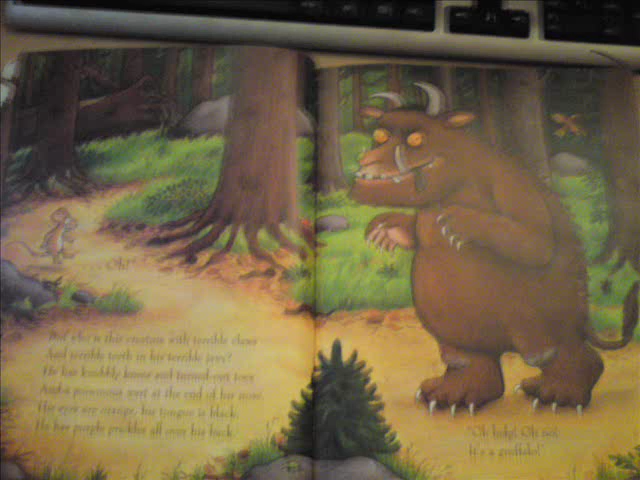 . . . Oh!"
But who is this creature with terrible claws
And terrible teeth in his terrible jaws?
He has knobbly knees and turned-out toes
And a poisonous wart at the end of his nose.
His eyes are orange, his tongue is black,
He has purple prickles all over his back.
"Oh help! Oh no!
It's a gruffalo!"